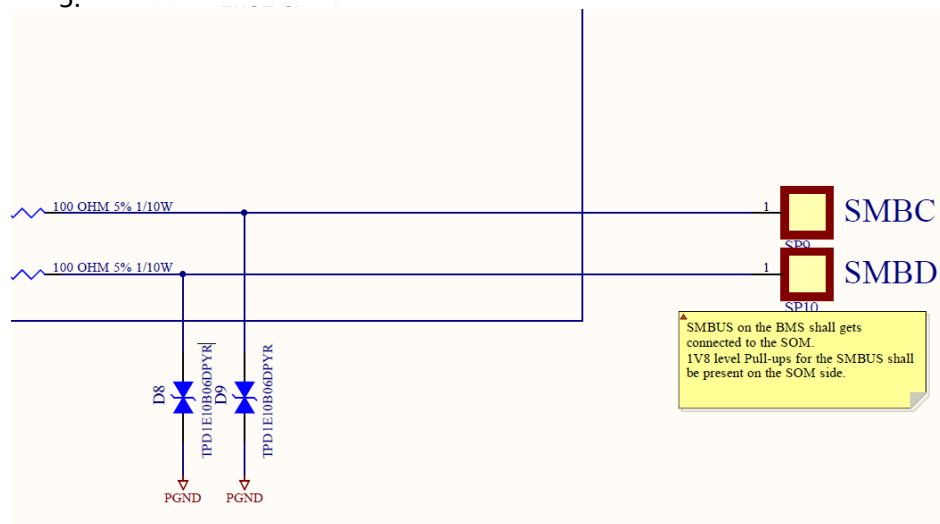 5.
100 OHM 5% 1/10W
1
SMBC
SP9
100 OHM 5% 1/10W
1
SMBD
SP10
SMBUS on the BMS shall gets
connected to the SOM.
1V8 level Pull-ups for the SMBUS shall
be present on the SOM side.
D8
TPD1E10B06DPYR
D9
TPD1E10B06DPYR
PGND
PGND